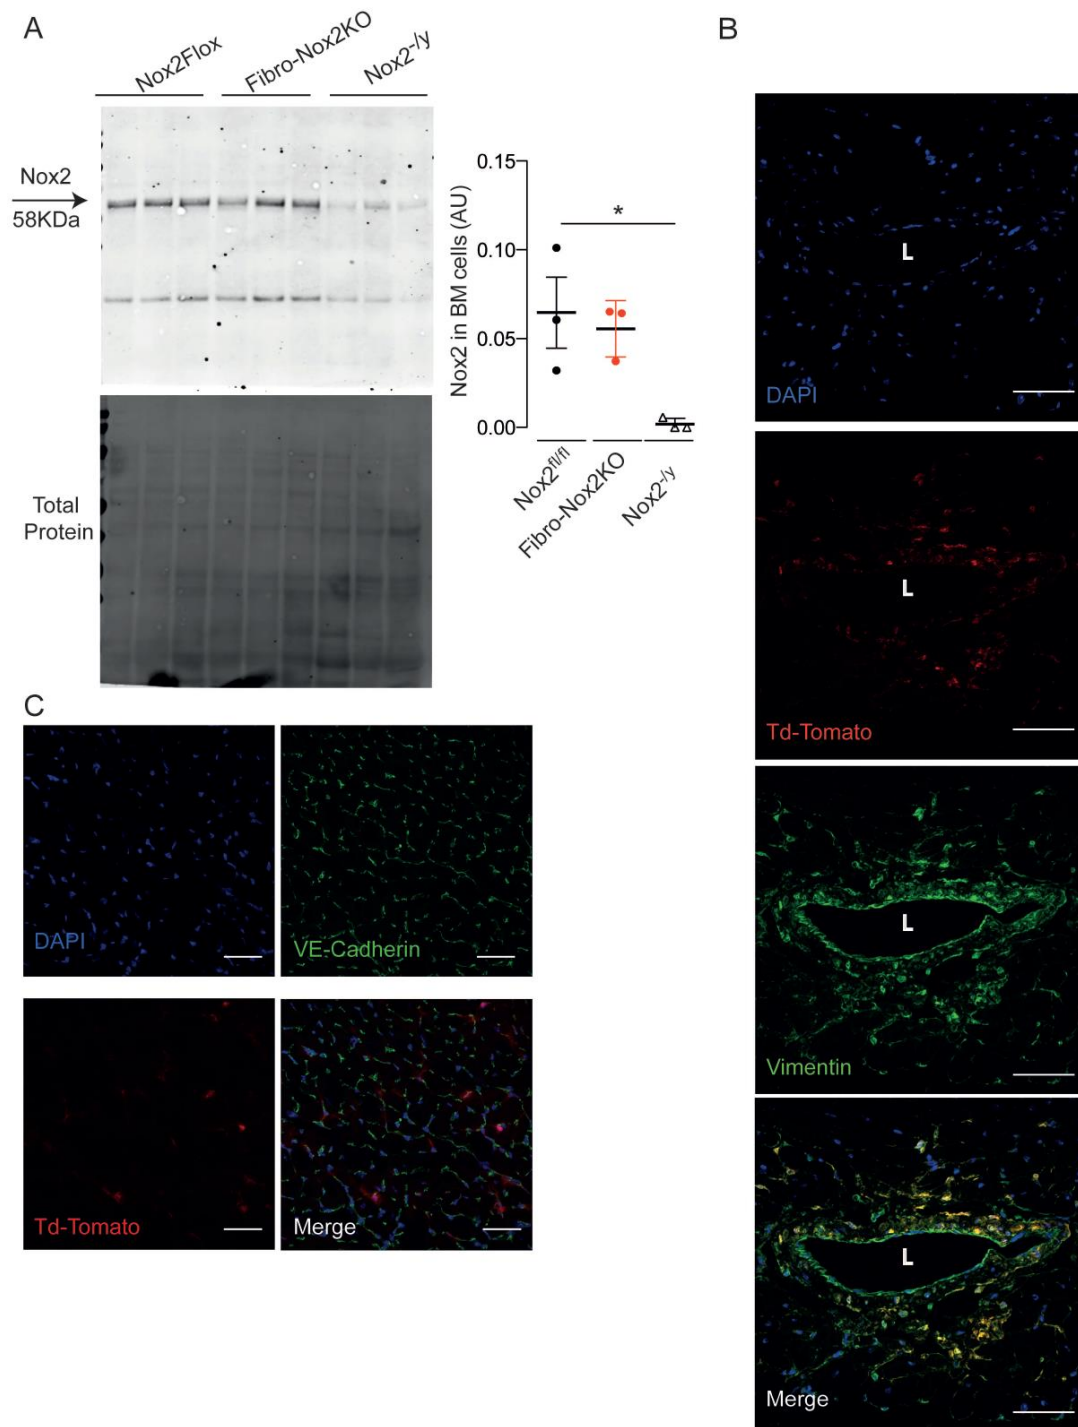 A
Nox2Flox
Fibro-Nox2KO
Nox2-/y
Nox2
58KDa
Total
Protein
Nox2 in BM cells (AU)
0.15
0.10
0.05
0.00
*
Nox2fl/fl
Fibro-Nox2KO
Nox2-/y
B
L
DAPI
L
Td-Tomato
L
Vimentin
L
Merge
C
DAPI
VE-Cadherin
Td-Tomato
Merge